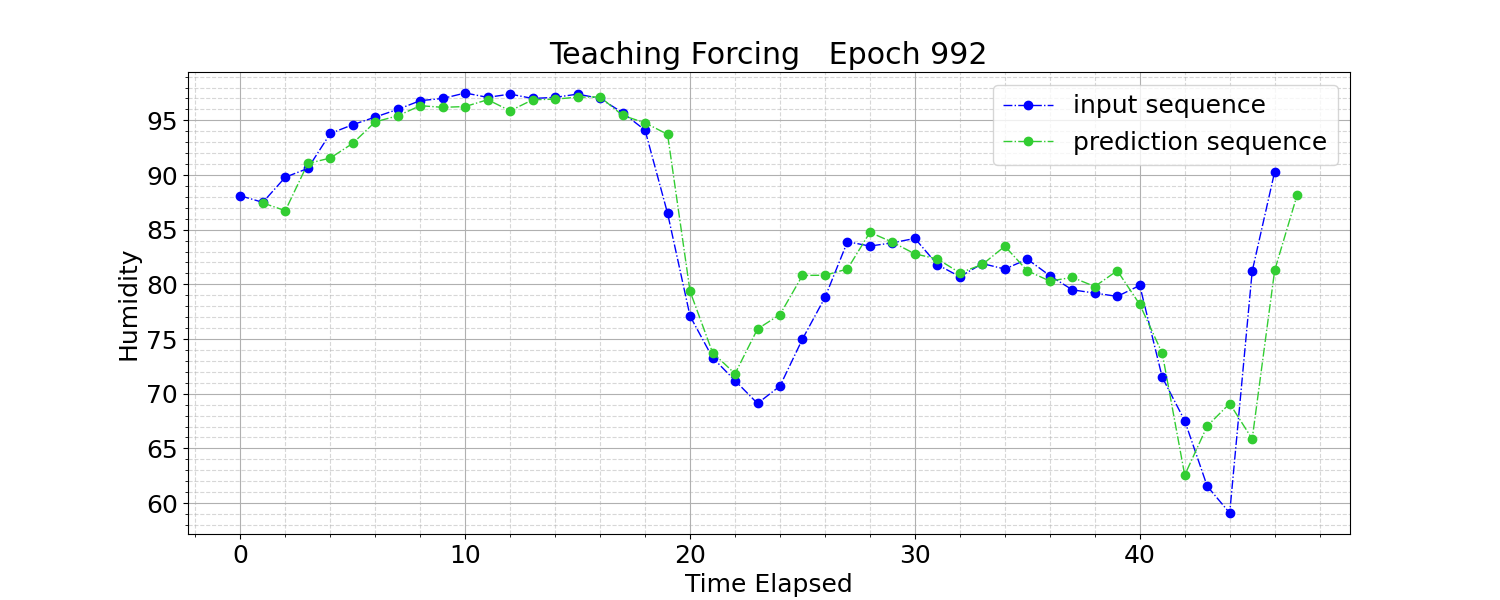 Teaching Forcing   Epoch 992
input sequence
prediction sequence
Humidity
95
90
85
80
75
70
65
60
0 10 20 30 40
Time Elapsed